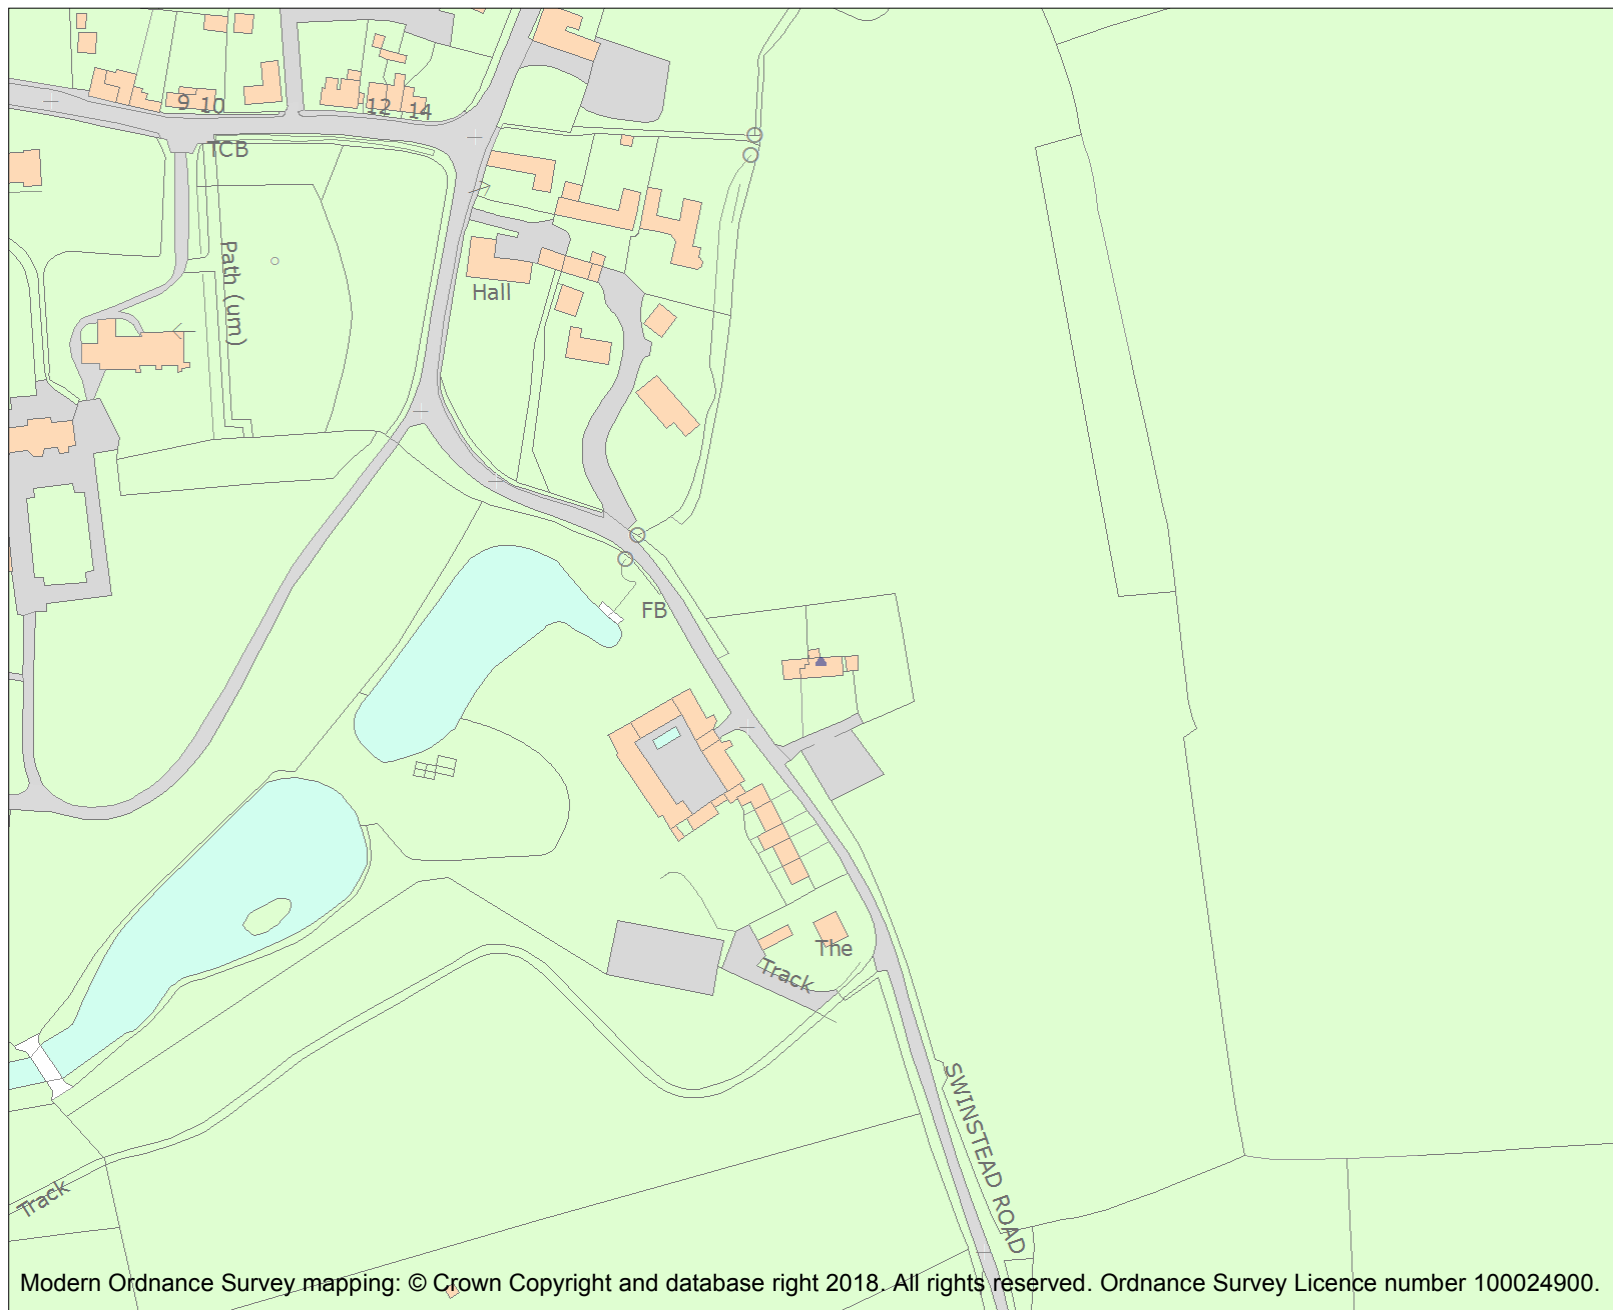 9 10
12
14
TCB
Path (um)
Hall
FB
The
Track
SWINSTEAD ROAD
Track
Modern Ordnance Survey mapping: © Crown Copyright and database right 2018. All rights reserved. Ordnance Survey Licence number 100024900.